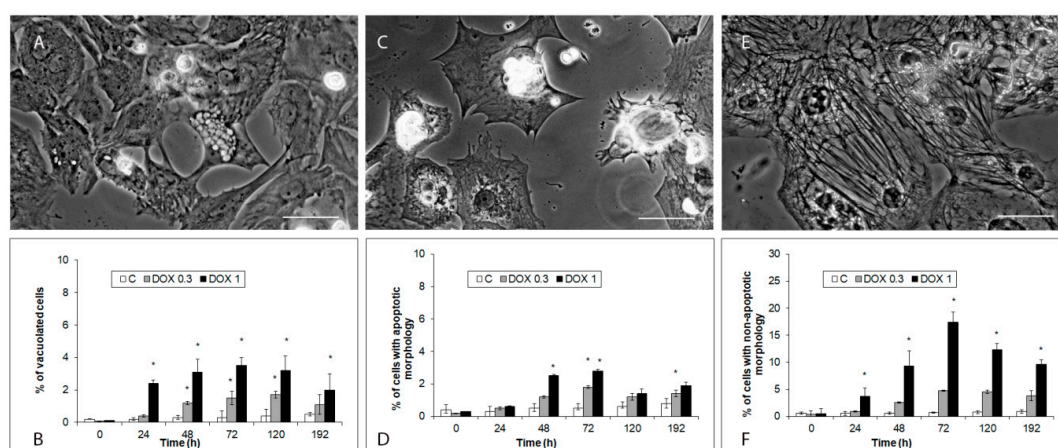 A
C
E
% of vacuolated cells
10
8
6
4
2
0
C DOX 0.3 DOX 1
* * * * *
* * *
0 24 48 72 120 192
Time (h)
B
% of cells with apoptotic
morphology
10
8
6
4
2
0
C DOX 0.3 DOX 1
* * * *
0 24 48 72 120 192
Time (h)
D
% of cells with non-apoptotic
morphology
30
25
20
15
10
5
0
C DOX 0.3 DOX 1
* * * * *
0 24 48 72 120 192
Time (h)
F